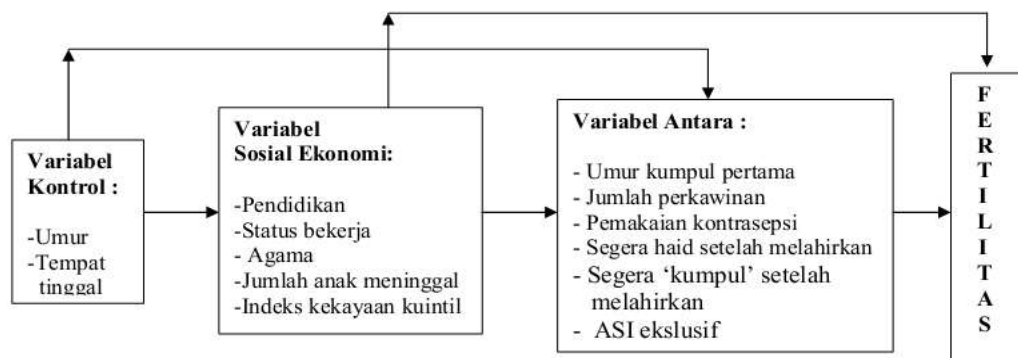 Variabel
Kontrol :
-Umur
-Tempat
tinggal
Variabel
Sosial Ekonomi:
-Pendidikan
-Status bekerja
- Agama
-Jumlah anak meninggal
-Indeks kekayaan kuintil
Variabel Antara :
- Umur kumpul pertama
- Jumlah perkawinan
- Pemakaian kontrasepsi
- Segera haid setelah melahirkan
- Segera ‘kumpul’ setelah
melahirkan
- ASI ekslusif
F
E
R
T
I
L
I
T
A
S